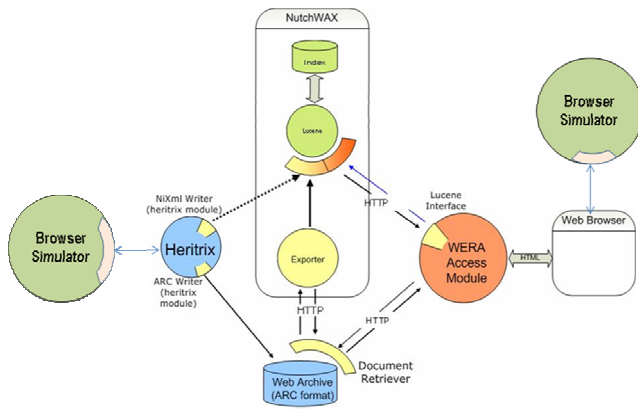 NutchWAX
Index
Lucene
Browser
Simulator
NiXml Writer
(heritrix module)
Lucene
Interface
HTTP
Web Browser
Browser
Simulator
Heritrix
Exporter
WERA
Access
Module
HTML
ARC Writer
(heritrix
module)
HTTP
HTTP
Document
Retriever
Web Archive
(ARC format)